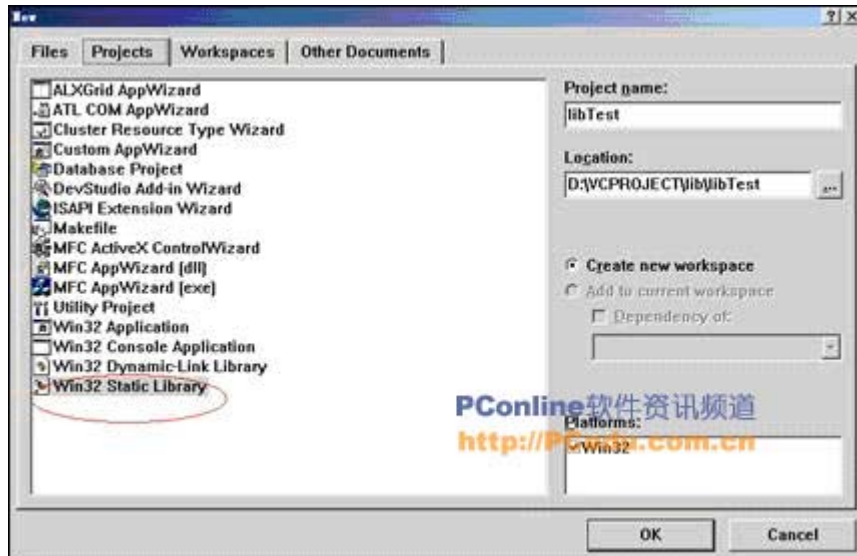 New
Files Projects Workspaces Other Documents
ALXGrid AppWizard
ATL COM AppWizard
Cluster Resource Type Wizard
Custom AppWizard
Database Project
DevStudio Add-in Wizard
ISAPI Extension Wizard
Makefile
MFC ActiveX ControlWizard
MFC AppWizard (dll)
MFC AppWizard (exe)
Utility Project
Win32 Application
Win32 Console Application
Win32 Dynamic-Link Library
Win32 Static Library
Project name:
libTest
Location:
D:\VCPROJECT\lib\libTest
...
Create new workspace
Add to current workspace
Dependency of:
PConline软件资讯频道
Platforms:
http://PCedu.com.cn
Win32
OK Cancel